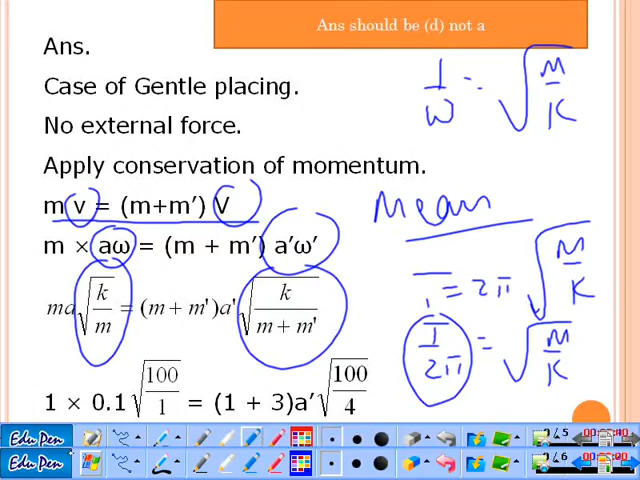 Ans should be (d) not a
Ans.
Case of Gentle placing.
No external force.
Apply conservation of momentum.
m v = (m+m′) V
m × aω = (m + m′) a′ω′
ma√(k/m) = (m + m')a'√(k/(m + m'))
1 × 0.1√(100/1) = (1 + 3)a′√(100/4)
1/ω = √(M/K)
Mean
T = 2π √(M/K)
T/2π = √(M/K)
Edu Pen
Edu Pen